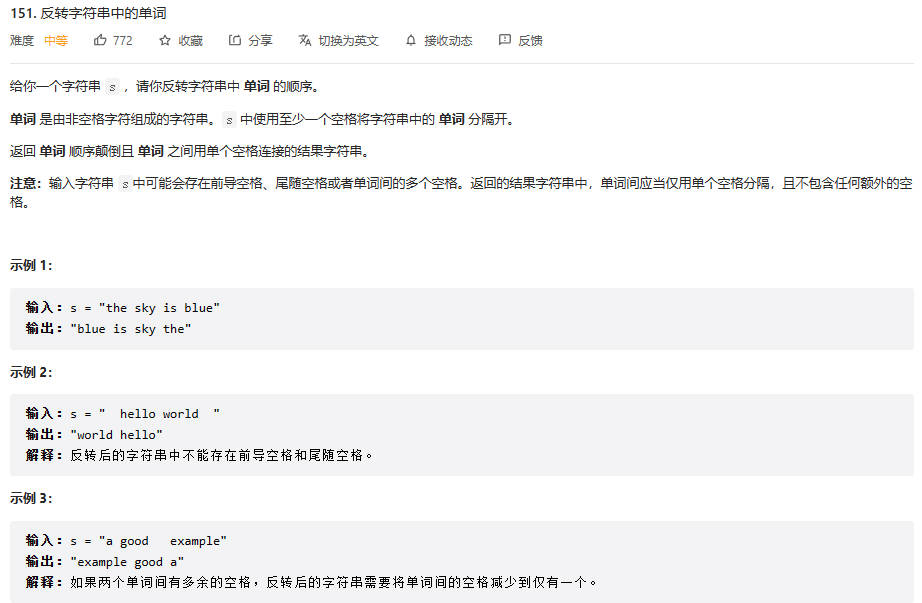 151. 反转字符串中的单词
难度 中等 772 收藏 分享 切换为英文 接收动态 反馈
给你一个字符串 s ，请你反转字符串中 单词 的顺序。
单词 是由非空格字符组成的字符串。s 中使用至少一个空格将字符串中的 单词 分隔开。
返回 单词 顺序颠倒且 单词 之间用单个空格连接的结果字符串。
注意：输入字符串 s中可能会存在前导空格、尾随空格或者单词间的多个空格。返回的结果字符串中，单词间应当仅用单个空格分隔，且不包含任何额外的空
格。
示例 1：
输入：s = "the sky is blue"
输出："blue is sky the"
示例 2：
输入：s = "  hello world  "
输出："world hello"
解释：反转后的字符串中不能存在前导空格和尾随空格。
示例 3：
输入：s = "a good   example"
输出："example good a"
解释：如果两个单词间有多余的空格，反转后的字符串需要将单词间的空格减少到仅有一个。